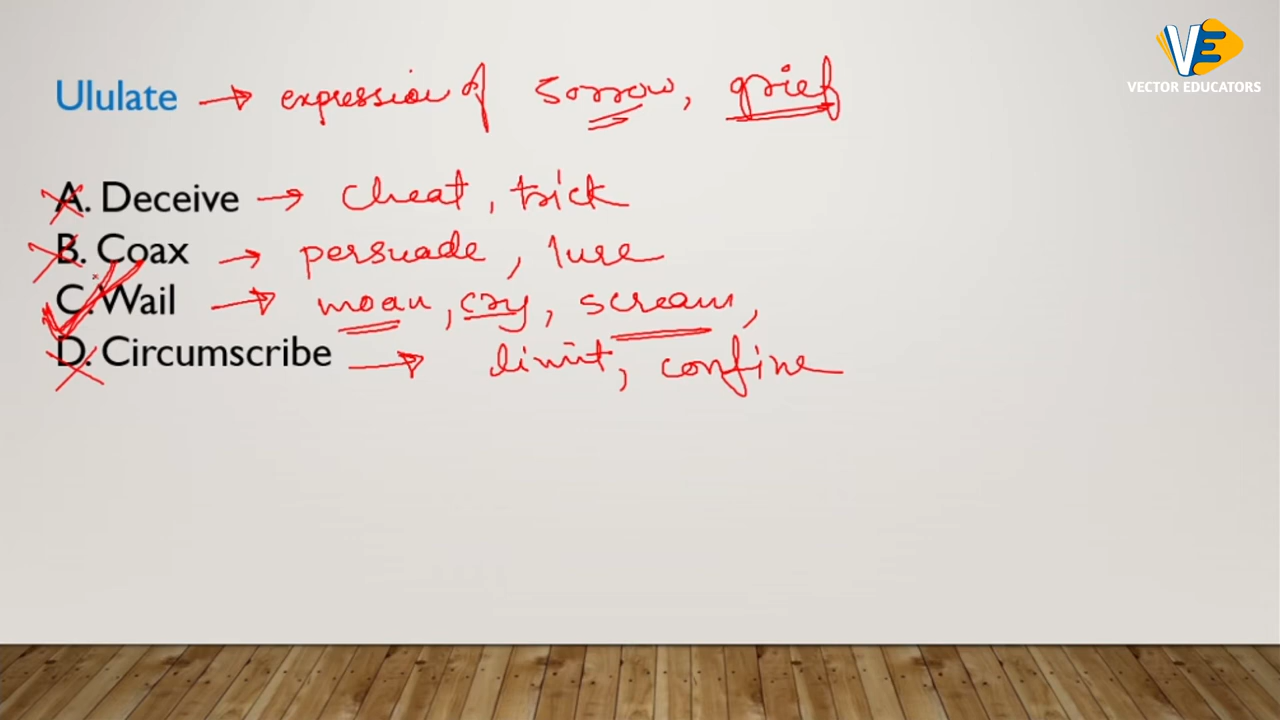 VE
VECTOR EDUCATORS
Ululate → expression of sorrow, grief
A. Deceive → cheat, trick
B. Coax → persuade, lure
C. Wail → moan, cry, scream,
D. Circumscribe → limit, confine